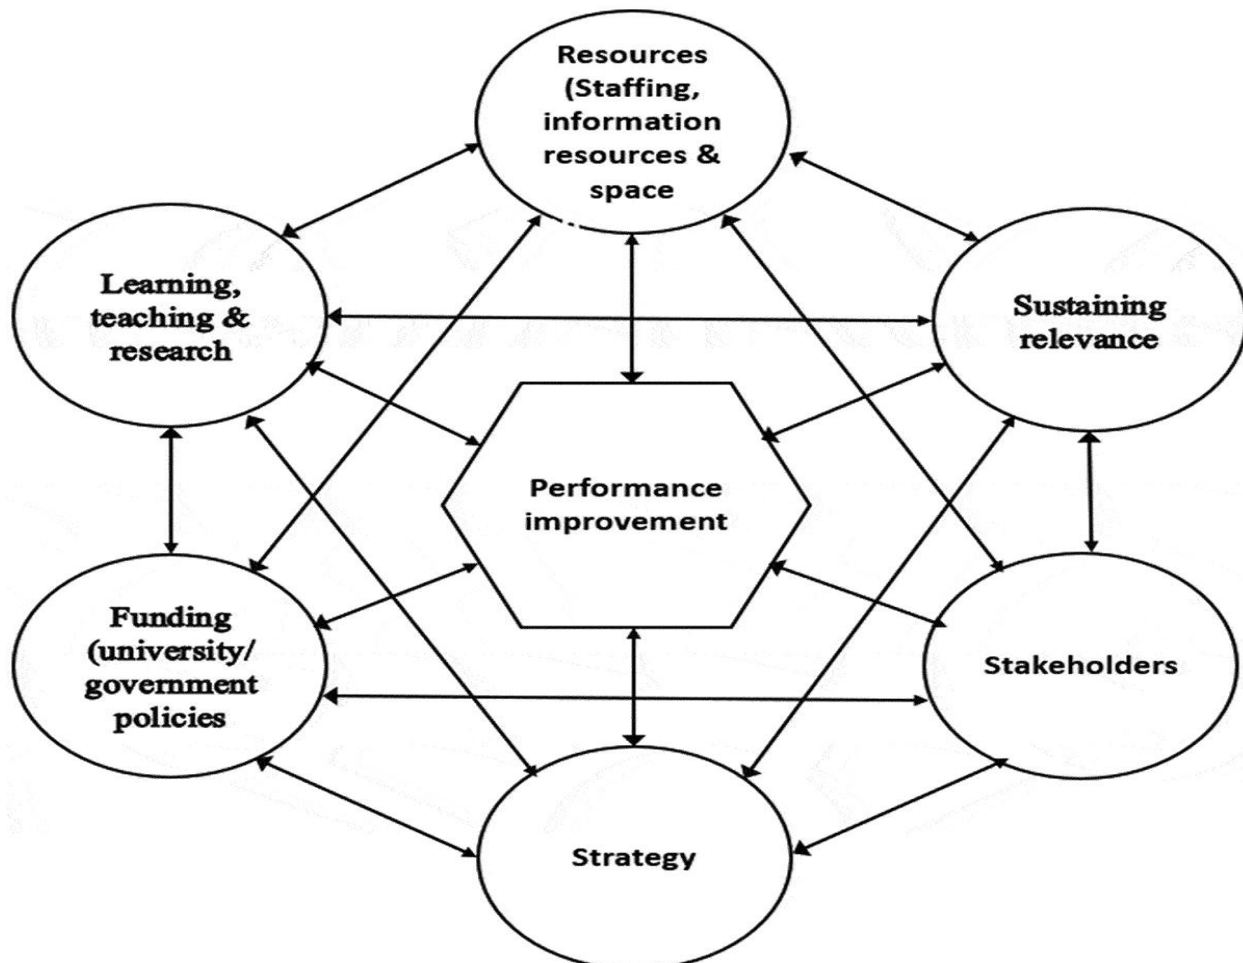 Resources
(Staffing,
information
resources &
space
Learning,
teaching &
research
Sustaining
relevance
Performance
improvement
Funding
(university/
government
policies
Stakeholders
Strategy